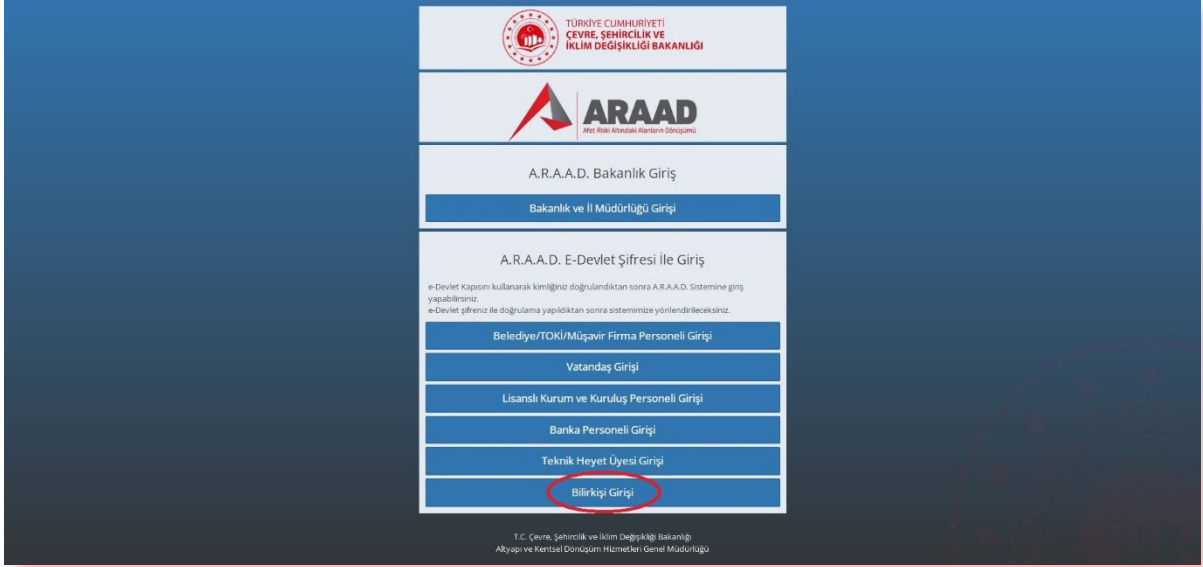 TÜRKİYE CUMHURİYETİ
ÇEVRE, ŞEHİRCİLİK VE
İKLİM DEĞİŞİKLİĞİ BAKANLIĞI
ARAAD
Afet Riski Altındaki Alanların Dönüşümü
A.R.A.A.D. Bakanlık Giriş
Bakanlık ve İl Müdürlüğü Girişi
A.R.A.A.D. E-Devlet Şifresi İle Giriş
e-Devlet Kapısını kullanarak kimliğiniz doğrulandıktan sonra A.R.A.A.D. Sistemine giriş
yapabilirsiniz.
e-Devlet şifreniz ile doğrulama yapıldıktan sonra sistemimize yönlendirileceksiniz.
Belediye/TOKİ/Müşavir Firma Personeli Girişi
Vatandaş Girişi
Lisanslı Kurum ve Kuruluş Personeli Girişi
Banka Personeli Girişi
Teknik Heyet Üyesi Girişi
Bilirkişi Girişi
T.C. Çevre, Şehircilik ve İklim Değişikliği Bakanlığı
Altyapı ve Kentsel Dönüşüm Hizmetleri Genel Müdürlüğü